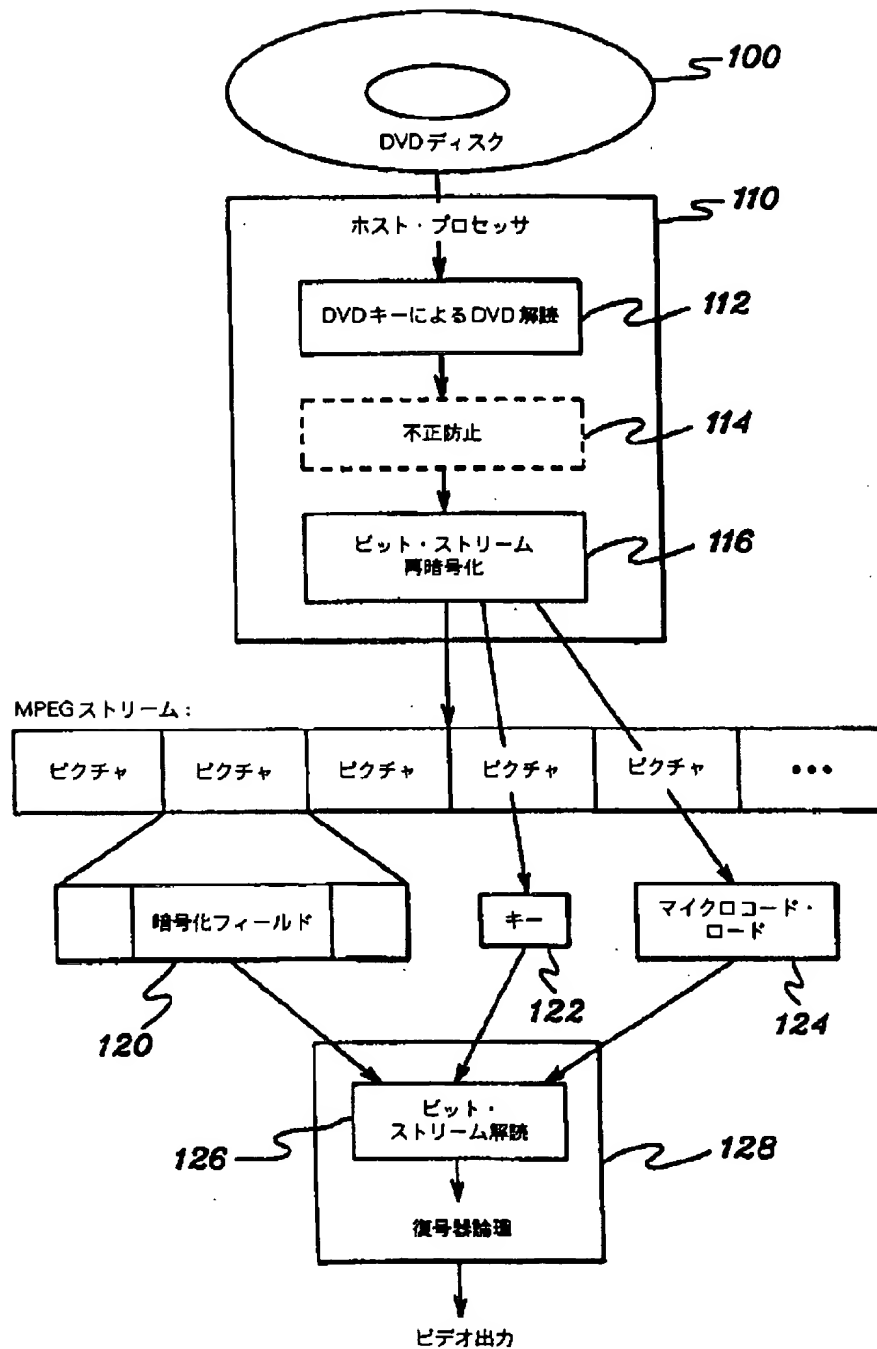 100
DVDディスク
110
ホスト・プロセッサ
DVDキーによるDVD解読
112
不正防止
114
ビット・ストリーム
再暗号化
116
MPEGストリーム:
ピクチャ ピクチャ ピクチャ ピクチャ ピクチャ •••
暗号化フィールド
キー
マイクロコード・
ロード
120
122
124
ビット・
ストリーム解読
126
128
復号器論理
ビデオ出力